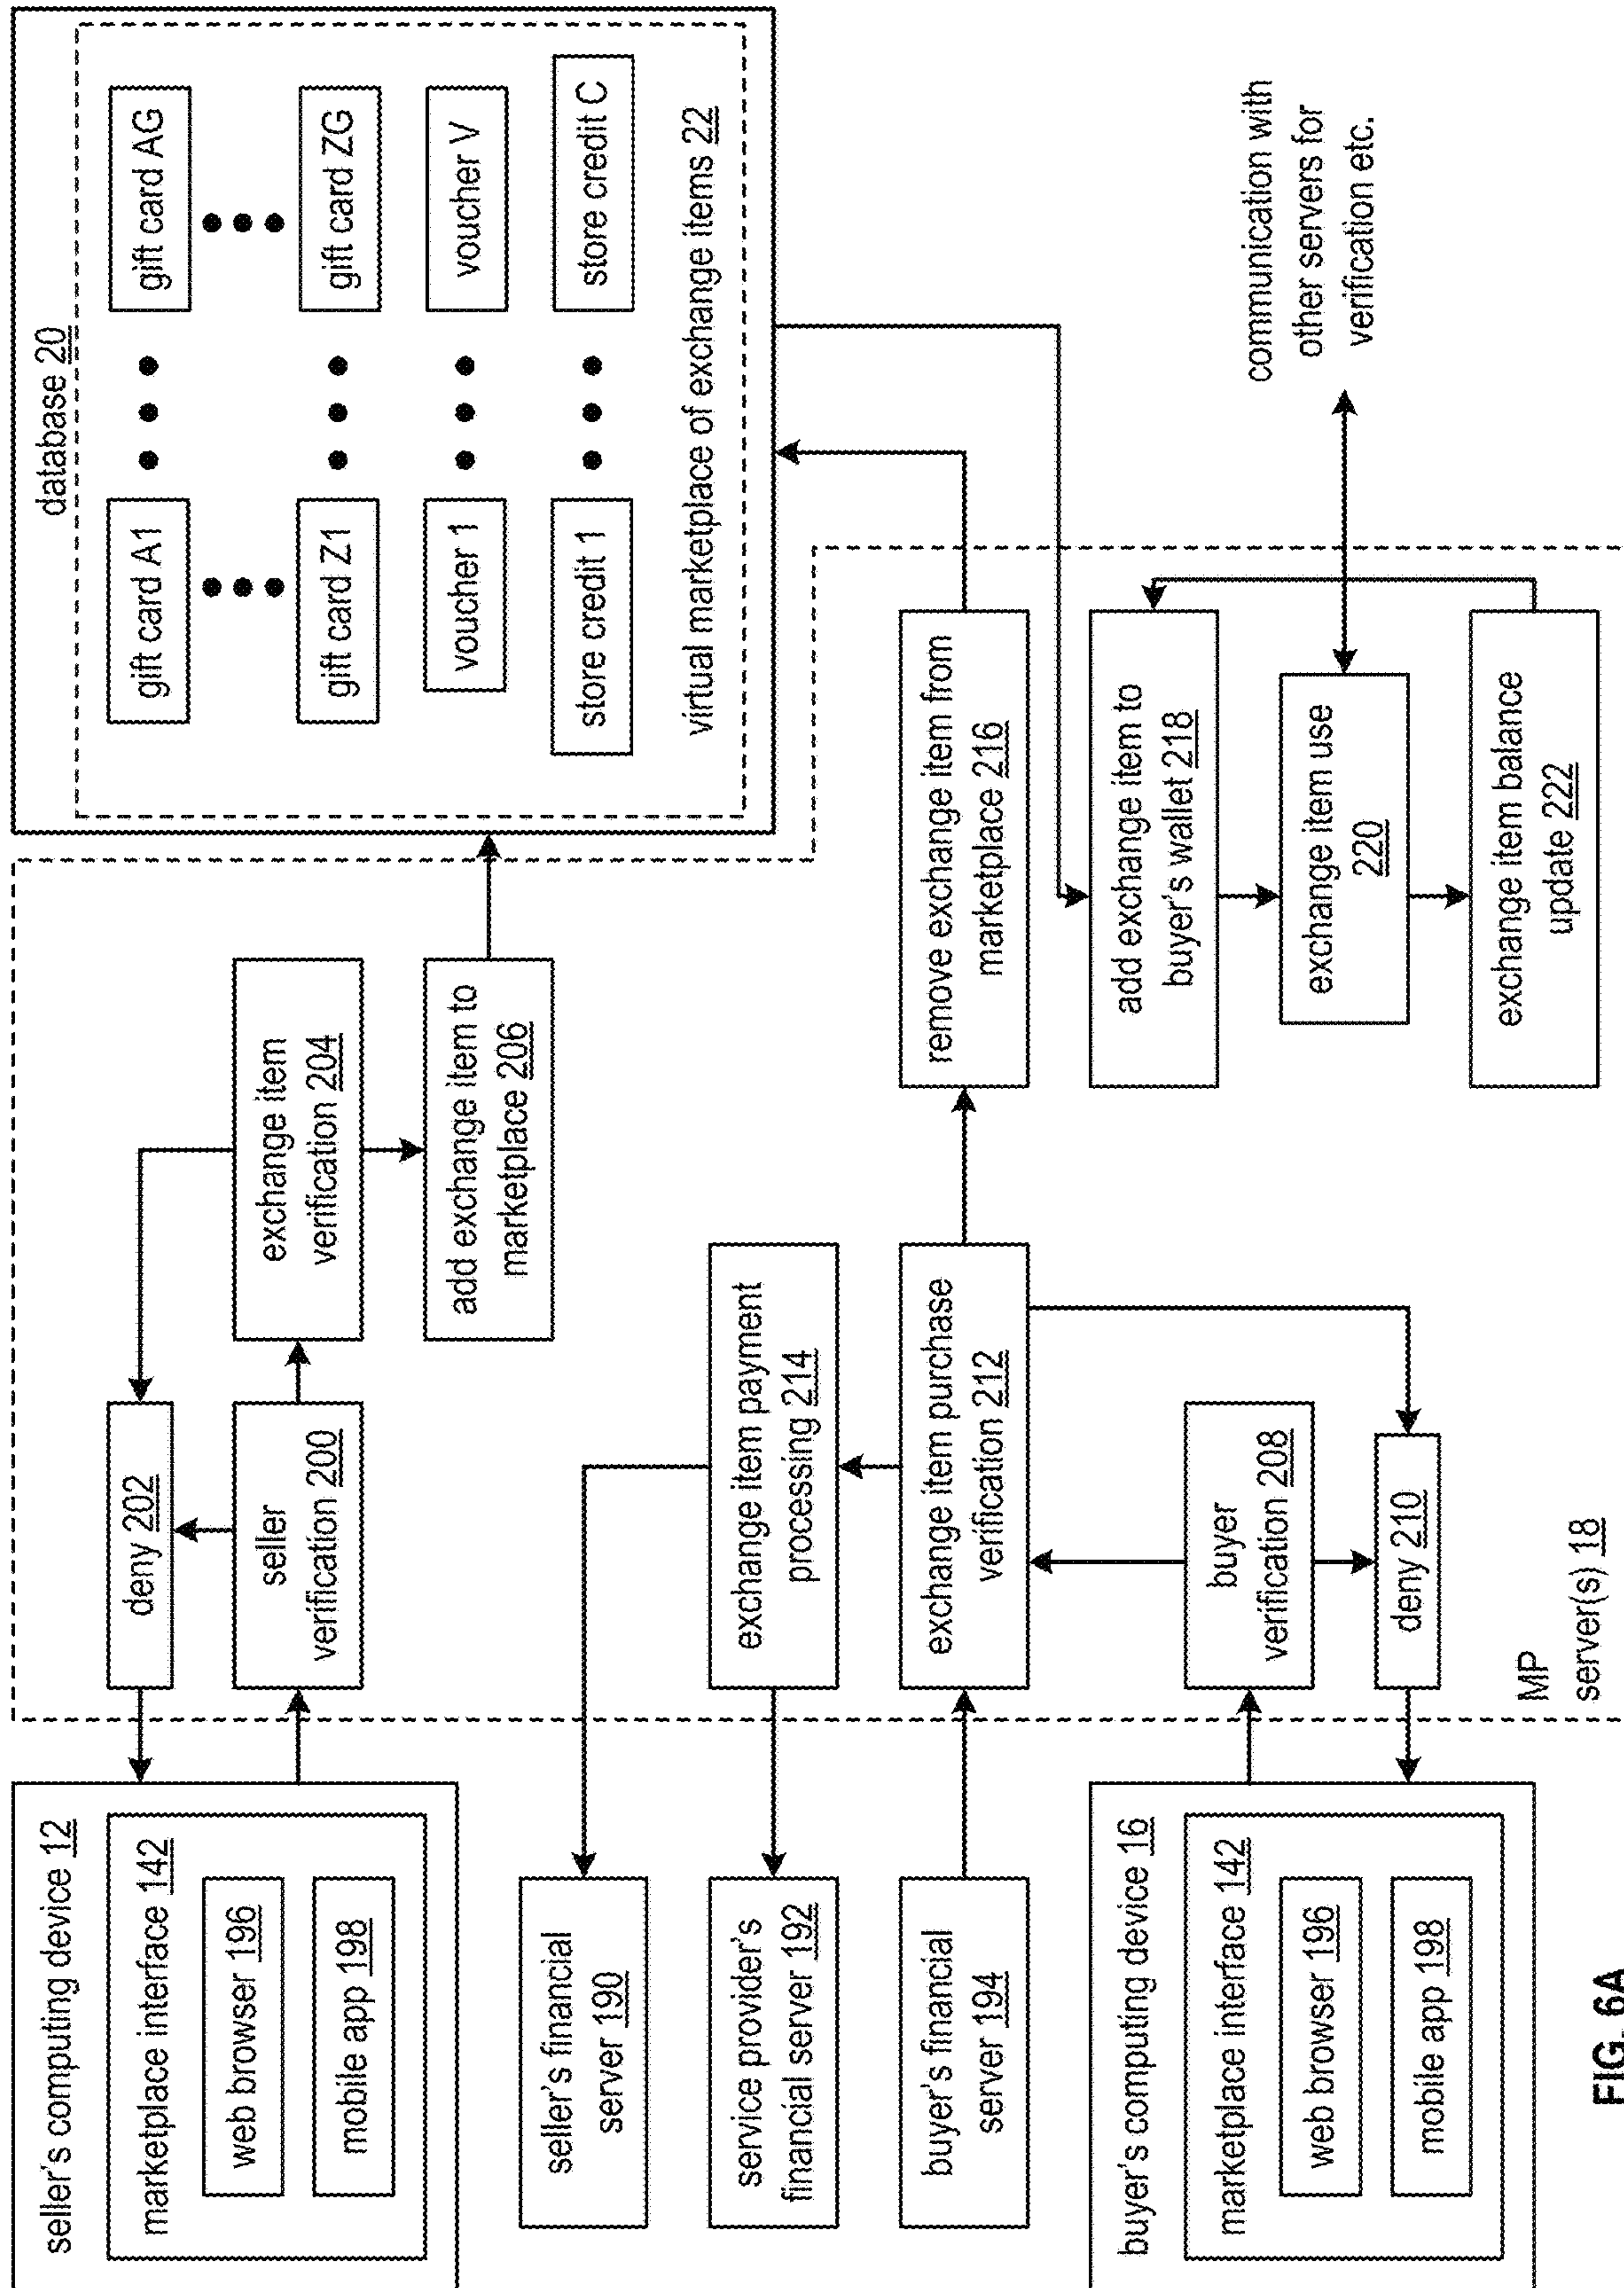 seller's computing device 12
marketplace interface 142
web browser 196
mobile app 198
deny 202
seller
verification 200
exchange item
verification 204
add exchange item to
marketplace 206
database 20
gift card A1
gift card AG
gift card Z1
gift card ZG
voucher 1
voucher V
store credit 1
store credit C
virtual marketplace of exchange items 22
seller's financial
server 190
service provider's
financial server 192
buyer's financial
server 194
exchange item payment
processing 214
exchange item purchase
verification 212
remove exchange item from
marketplace 216
add exchange item to
buyer's wallet 218
exchange item use
220
exchange item balance
update 222
communication with
other servers for
verification etc.
buyer's computing device 16
marketplace interface 142
web browser 196
mobile app 198
buyer
verification 208
deny 210
MP
server(s) 18
FIG. 6A